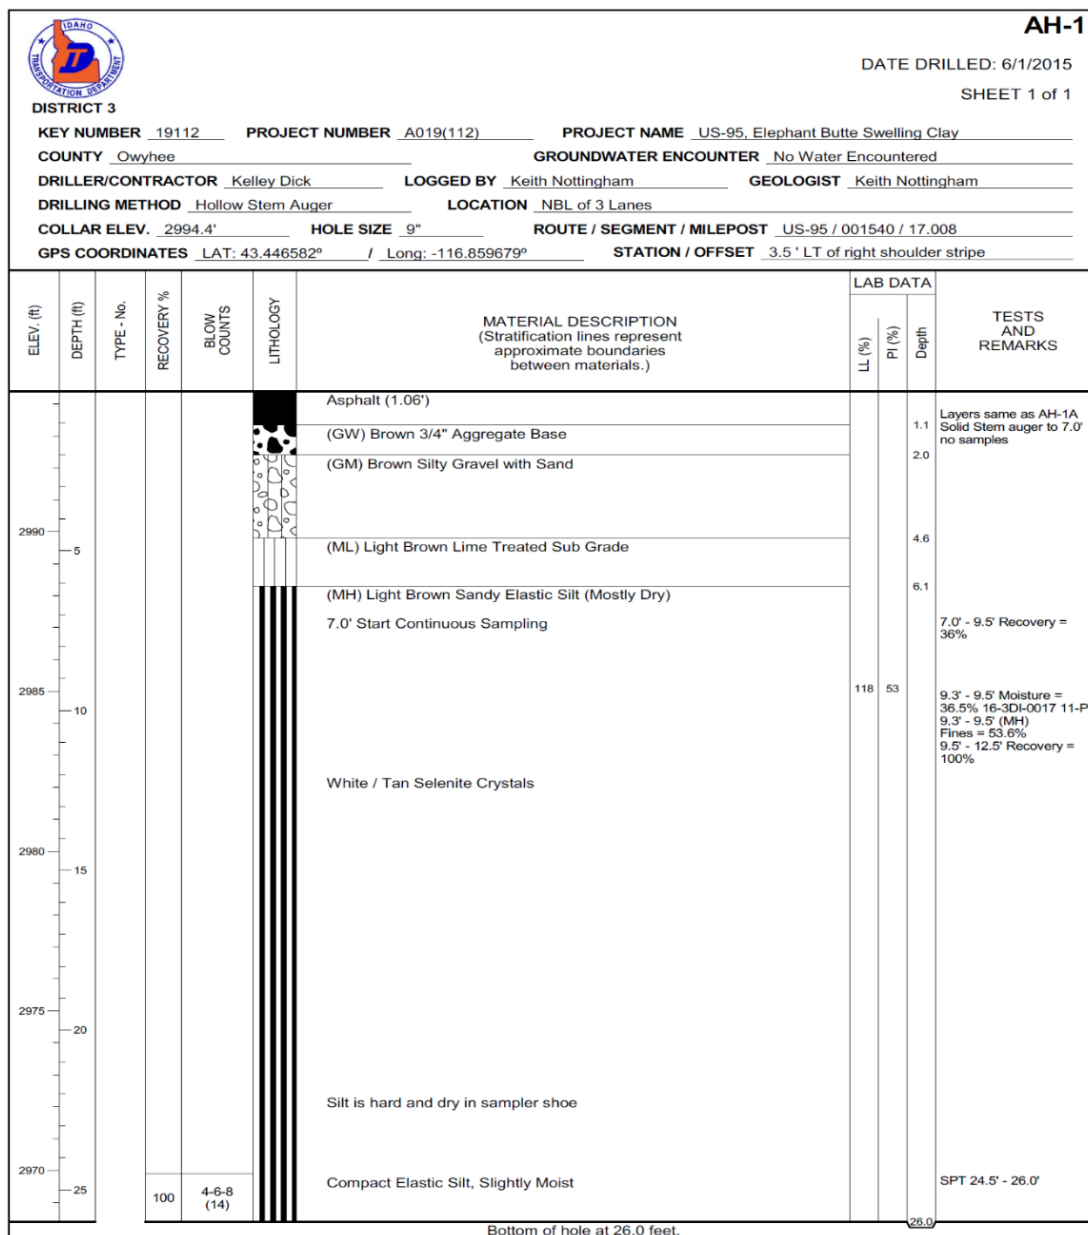 AH-1
IDAHO
TRANSPORTATION DEPARTMENT
DATE DRILLED: 6/1/2015
SHEET 1 of 1
DISTRICT 3
KEY NUMBER 19112 PROJECT NUMBER A019(112) PROJECT NAME US-95, Elephant Butte Swelling Clay
COUNTY Owyhee GROUNDWATER ENCOUNTER No Water Encountered
DRILLER/CONTRACTOR Kelley Dick LOGGED BY Keith Nottingham GEOLOGIST Keith Nottingham
DRILLING METHOD Hollow Stem Auger LOCATION NBL of 3 Lanes
COLLAR ELEV. 2994.4' HOLE SIZE 9" ROUTE / SEGMENT / MILEPOST US-95 / 001540 / 17.008
GPS COORDINATES LAT: 43.446582º / Long: -116.859679º STATION / OFFSET 3.5 ' LT of right shoulder stripe
ELEV. (ft)
DEPTH (ft)
TYPE - No.
RECOVERY %
BLOW
COUNTS
LITHOLOGY
MATERIAL DESCRIPTION
(Stratification lines represent
approximate boundaries
between materials.)
LAB DATA
LL (%)
PI (%)
Depth
TESTS
AND
REMARKS
Asphalt (1.06')
1.1
Layers same as AH-1A
Solid Stem auger to 7.0'
no samples
(GW) Brown 3/4" Aggregate Base
2.0
(GM) Brown Silty Gravel with Sand
2990
4.6
5
(ML) Light Brown Lime Treated Sub Grade
6.1
(MH) Light Brown Sandy Elastic Silt (Mostly Dry)
7.0' Start Continuous Sampling
7.0' - 9.5' Recovery =
36%
2985
118 53
9.3' - 9.5' Moisture =
36.5% 16-3DI-0017 11-P
9.3' - 9.5' (MH)
Fines = 53.6%
9.5' - 12.5' Recovery =
100%
10
White / Tan Selenite Crystals
2980
15
2975
20
Silt is hard and dry in sampler shoe
2970
Compact Elastic Silt, Slightly Moist
SPT 24.5' - 26.0'
25
100
4-6-8
(14)
26.0
Bottom of hole at 26.0 feet.